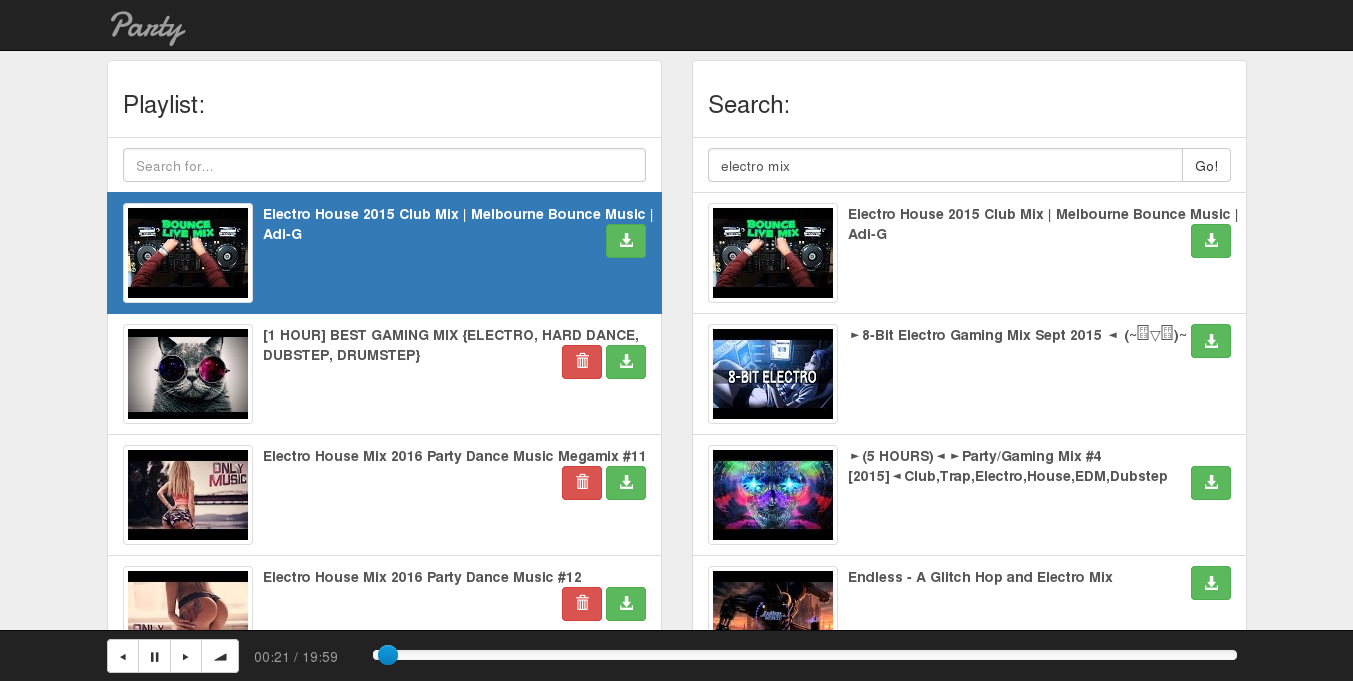 Party
Playlist:
Search for...
BOUNCE
LIVE MIX
Electro House 2015 Club Mix | Melbourne Bounce Music |
Adi-G
[1 HOUR] BEST GAMING MIX {ELECTRO, HARD DANCE,
DUBSTEP, DRUMSTEP}
ONLY
MUSIC
Electro House Mix 2016 Party Dance Music Megamix #11
ONLY
Electro House Mix 2016 Party Dance Music #12
Search:
electro mix
Go!
BOUNCE
LIVE MIX
Electro House 2015 Club Mix | Melbourne Bounce Music |
Adi-G
8-BIT ELECTRO
►8-Bit Electro Gaming Mix Sept 2015 ◄ (~▽)~
►(5 HOURS)◄ ►Party/Gaming Mix #4
[2015]◄Club,Trap,Electro,House,EDM,Dubstep
Endless - A Glitch Hop and Electro Mix
00:21 / 19:59